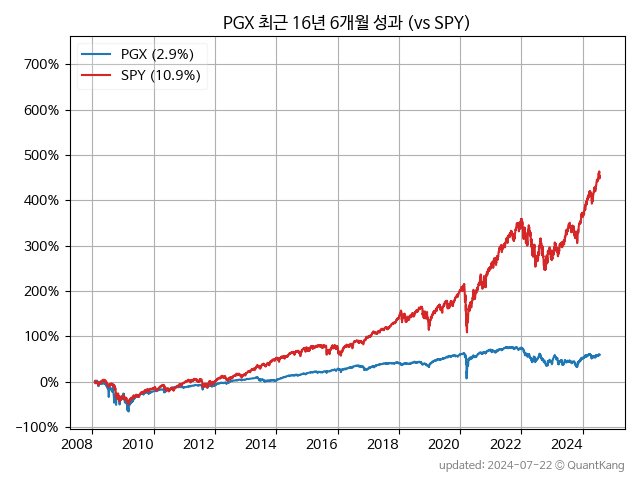 PGX 최근 16년 6개월 성과 (vs SPY)
PGX (2.9%)
SPY (10.9%)
700%
600%
500%
400%
300%
200%
100%
0%
−100%
2008 2010 2012 2014 2016 2018 2020 2022 2024
updated: 2024-07-22 © QuantKang